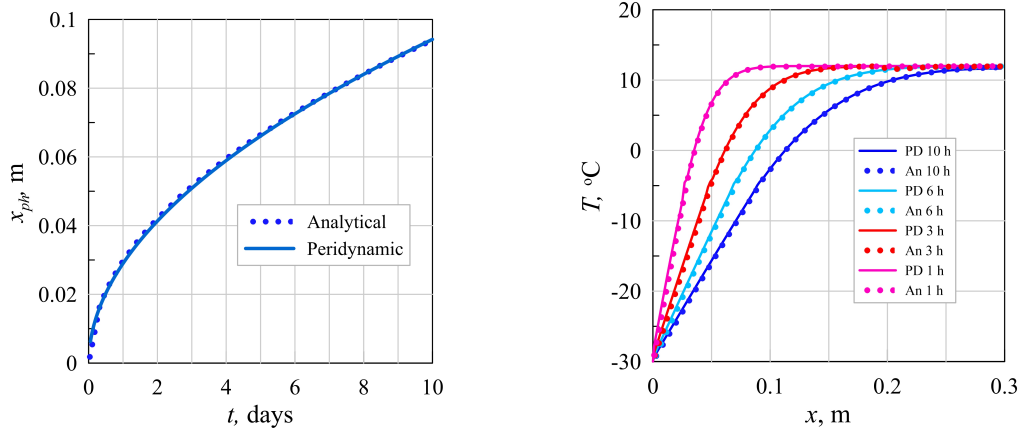 0.1
0.08
0.06
0.04
0.02
0
x_ph, m
0 2 4 6 8 10
t, days
Analytical
Peridynamic
20
10
0
-10
-20
-30
T, °C
0 0.1 0.2 0.3
x, m
PD 10 h
An 10 h
PD 6 h
An 6 h
PD 3 h
An 3 h
PD 1 h
An 1 h